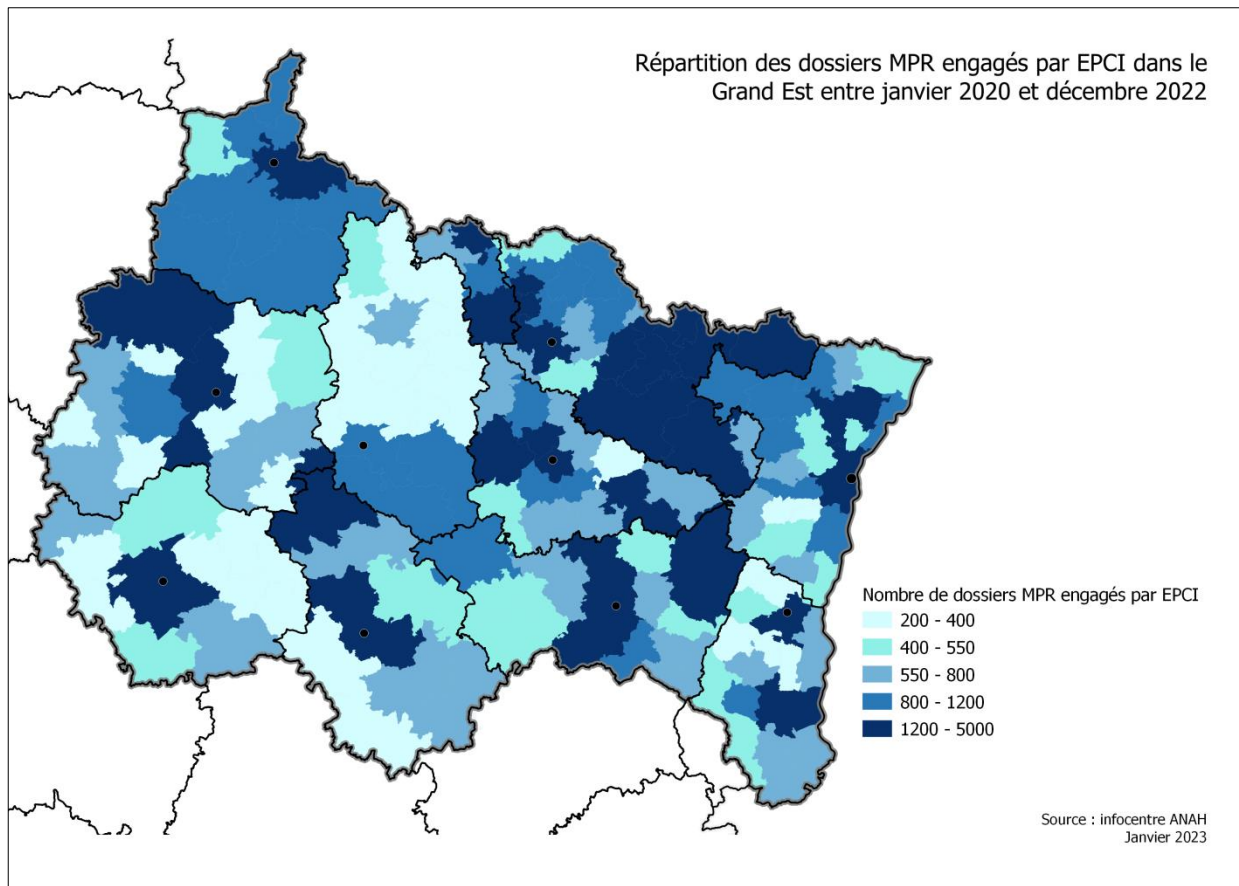 Répartition des dossiers MPR engagés par EPCI dans le
Grand Est entre janvier 2020 et décembre 2022
Nombre de dossiers MPR engagés par EPCI
200 - 400
400 - 550
550 - 800
800 - 1200
1200 - 5000
Source : infocentre ANAH
Janvier 2023